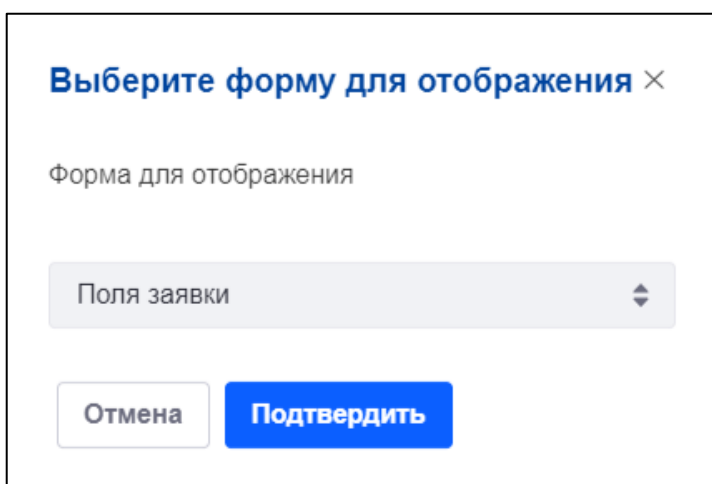 Выберите форму для отображения
Форма для отображения
Поля заявки
Отмена Подтвердить